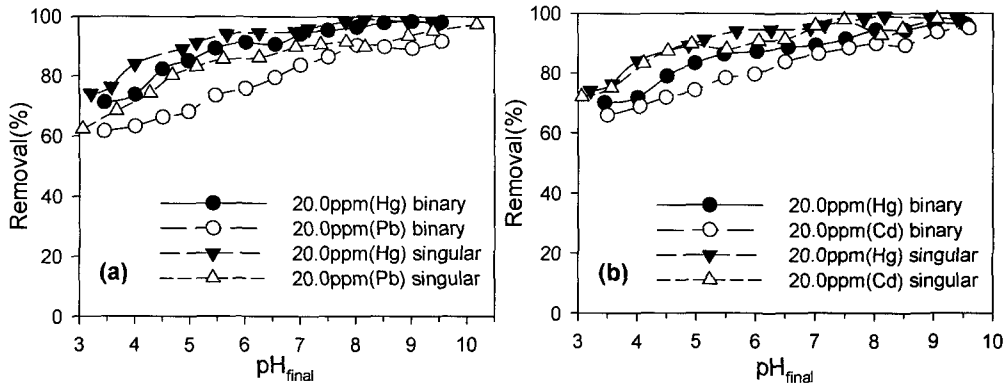 100
80
60
40
20
0
Removal(%)
20.0ppm(Hg) binary
20.0ppm(Pb) binary
20.0ppm(Hg) singular
20.0ppm(Pb) singular
(a)
3 4 5 6 7 8 9 10
pHfinal
100
80
60
40
20
0
Removal(%)
20.0ppm(Hg) binary
20.0ppm(Cd) binary
20.0ppm(Hg) singular
20.0ppm(Cd) singular
(b)
3 4 5 6 7 8 9 10
pHfinal